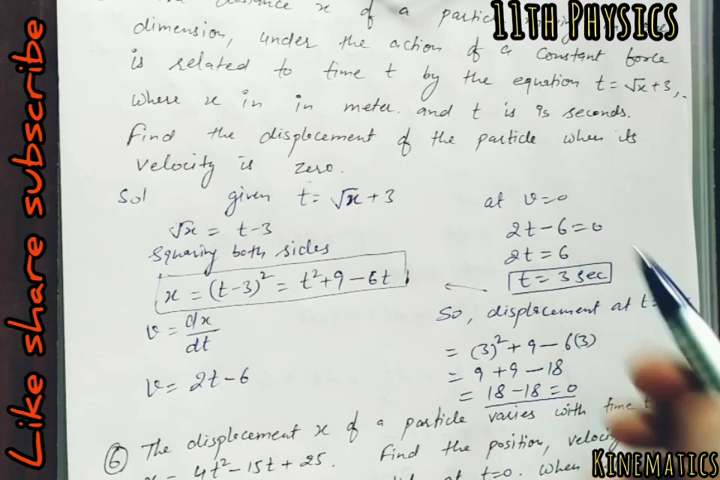 11th Physics
Like share subscribe
distance x of a
dimension, under the action of a constant force
is related to time t by the equation t = √x + 3,
where x in in meter and t is is seconds.
Find the displacement of the particle when its
velocity is zero.
Sol given t = √x + 3
√x = t - 3
Squaring both sides
x = (t-3)² = t² + 9 - 6t
v = dx/dt
v = 2t - 6
at v = 0
2t - 6 = 0
2t = 6
t = 3 sec
So, displacement at t
= (3)² + 9 - 6(3)
= 9 + 9 - 18
= 18 - 18 = 0
⑥ The displacement x of a particle varies with time
4t² - 15t + 25. Find the position,
at t=0. When
Kinematics